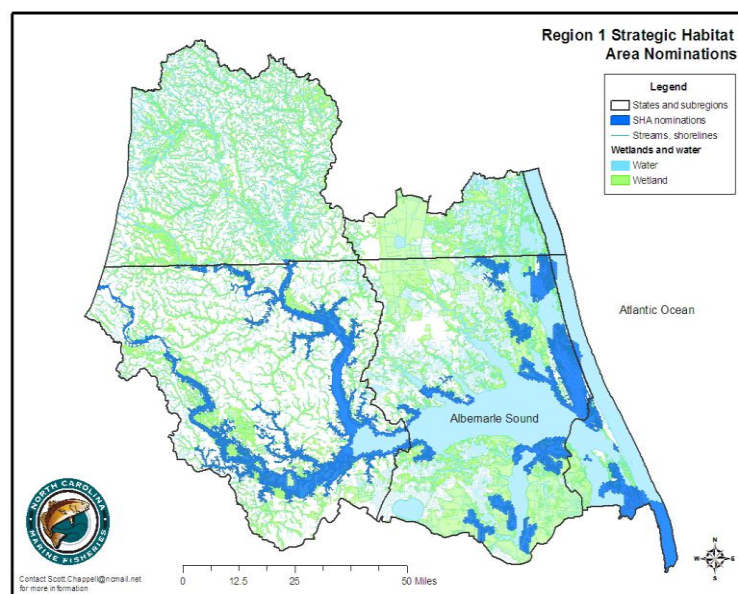 Region 1 Strategic Habitat
Area Nominations
Legend
States and subregions
SHA nominations
Streams, shorelines
Wetlands and water
Water
Wetland
Atlantic Ocean
Albemarle Sound
NORTH CAROLINA
MARINE FISHERIES
Contact Scott.Chappell@ncmail.net
for more information
0 12.5 25 50 Miles
N
W E
S